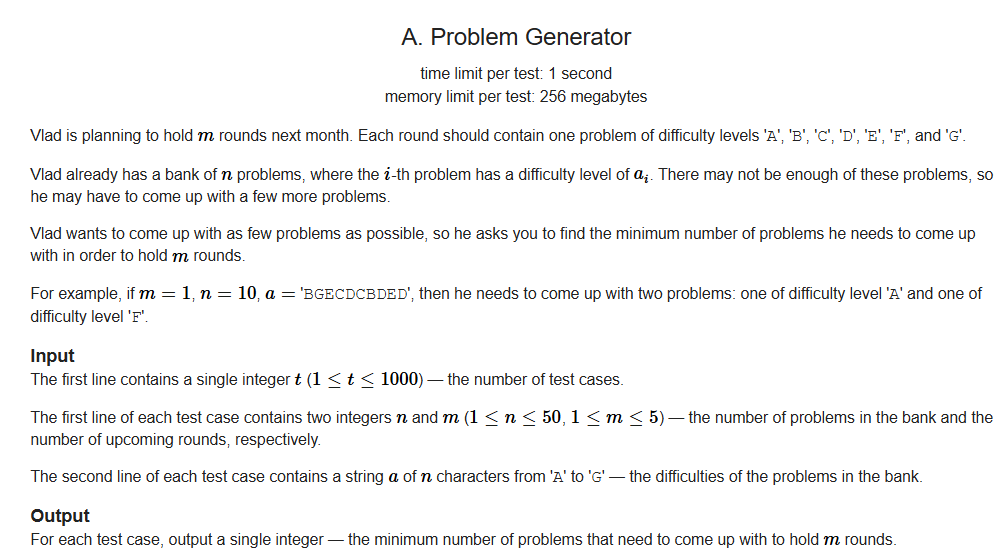 A. Problem Generator
time limit per test: 1 second
memory limit per test: 256 megabytes
Vlad is planning to hold m rounds next month. Each round should contain one problem of difficulty levels 'A', 'B', 'C', 'D', 'E', 'F', and 'G'.
Vlad already has a bank of n problems, where the i-th problem has a difficulty level of aᵢ. There may not be enough of these problems, so
he may have to come up with a few more problems.
Vlad wants to come up with as few problems as possible, so he asks you to find the minimum number of problems he needs to come up
with in order to hold m rounds.
For example, if m = 1, n = 10, a = 'BGECDCBDED', then he needs to come up with two problems: one of difficulty level 'A' and one of
difficulty level 'F'.
Input
The first line contains a single integer t (1 ≤ t ≤ 1000) — the number of test cases.
The first line of each test case contains two integers n and m (1 ≤ n ≤ 50, 1 ≤ m ≤ 5) — the number of problems in the bank and the
number of upcoming rounds, respectively.
The second line of each test case contains a string a of n characters from 'A' to 'G' — the difficulties of the problems in the bank.
Output
For each test case, output a single integer — the minimum number of problems that need to come up with to hold m rounds.